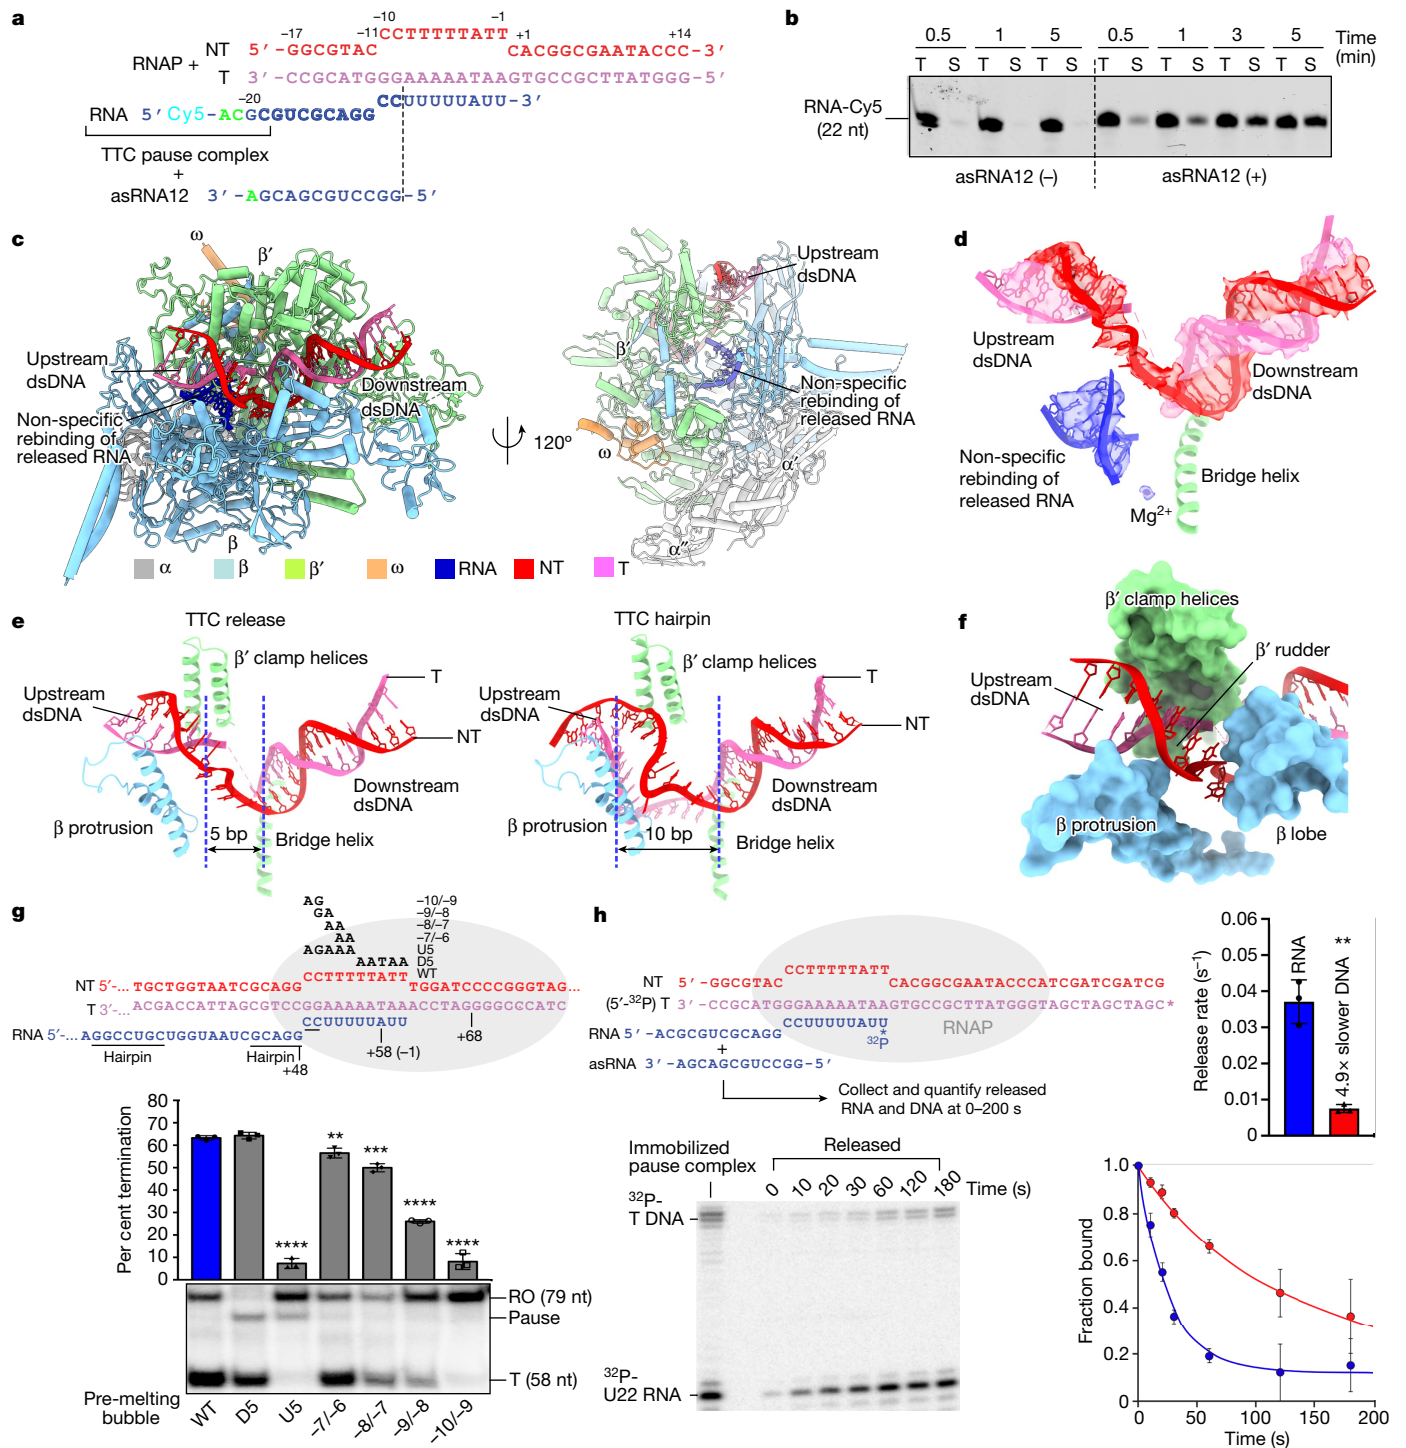 a
−10 −1
−17 −11 CCTTTTTATT +1 +14
NT 5′-GGCGTAC CACGGCGAATACCC-3′
RNAP +
T 3′-CCGCATGGGAAAAATAAGTGCCGCTTATGGG-5′
−20 CCUUUUUAUU-3′
RNA 5′ Cy5-ACGCGUCGCAGG
TTC pause complex
+
asRNA12 3′-AGCAGCGUCCGG-5′
b
0.5 1 5 0.5 1 3 5 Time
(min)
T S T S T S T S T S T S T S
RNA-Cy5
(22 nt)
asRNA12 (−) asRNA12 (+)
c
ω
β′
Upstream
dsDNA
Downstream
dsDNA
Non-specific
rebinding of
released RNA
β
120º
Upstream
dsDNA
β′
Non-specific
rebinding of
released RNA
ω
α′
α″
α β β′ ω RNA NT T
d
Upstream
dsDNA
Downstream
dsDNA
Non-specific
rebinding of
released RNA
Bridge helix
Mg2+
e
TTC release
β′ clamp helices
T
Upstream
dsDNA
NT
Downstream
dsDNA
β protrusion
5 bp
Bridge helix
TTC hairpin
β′ clamp helices
T
Upstream
dsDNA
NT
Downstream
dsDNA
β protrusion
10 bp
Bridge helix
f
β′ clamp helices
β′ rudder
Upstream
dsDNA
β protrusion
β lobe
g
AG −10/−9
GA −9/−8
AA −8/−7
AA −7/−6
AGAAA U5
AATAA D5
CCTTTTTATT WT
NT 5′-... TGCTGGTAATCGCAGG TGGATCCCCGGGTAG...
T 3′-... ACGACCATTAGCGTCCGGAAAAATAAACCTAGGGGCCCATC
CCUUUUUAUU
RNA 5′-... AGGCCUGCUGGUAAUCGCAGG
Hairpin Hairpin
+48
+58 (−1)
+68
Per cent termination
80
70
60
50
40
30
20
10
0
**
***
****
****
****
RO (79 nt)
Pause
T (58 nt)
Pre-melting
bubble
WT D5 U5 −7/−6 −8/−7 −9/−8 −10/−9
h
CCTTTTTATT
NT 5′-GGCGTAC CACGGCGAATACCCATCGATCGATCG
(5′-32P) T 3′-CCGCATGGGAAAAATAAGTGCCGCTTATGGGTAGCTAGCTAGC*
CCUUUUUAUU
RNA 5′-ACGCGUCGCAGG
*
32P
RNAP
+
asRNA 3′-AGCAGCGUCCGG-5′
Collect and quantify released
RNA and DNA at 0–200 s
Immobilized
pause complex
Released
0 10 20 30 60 120 180 Time (s)
32P-
T DNA
32P-
U22 RNA
Release rate (s−1)
0.06
0.05
0.04
0.03
0.02
0.01
0
RNA
4.9× slower DNA **
Fraction bound
1.0
0.8
0.6
0.4
0.2
0
0 50 100 150 200
Time (s)